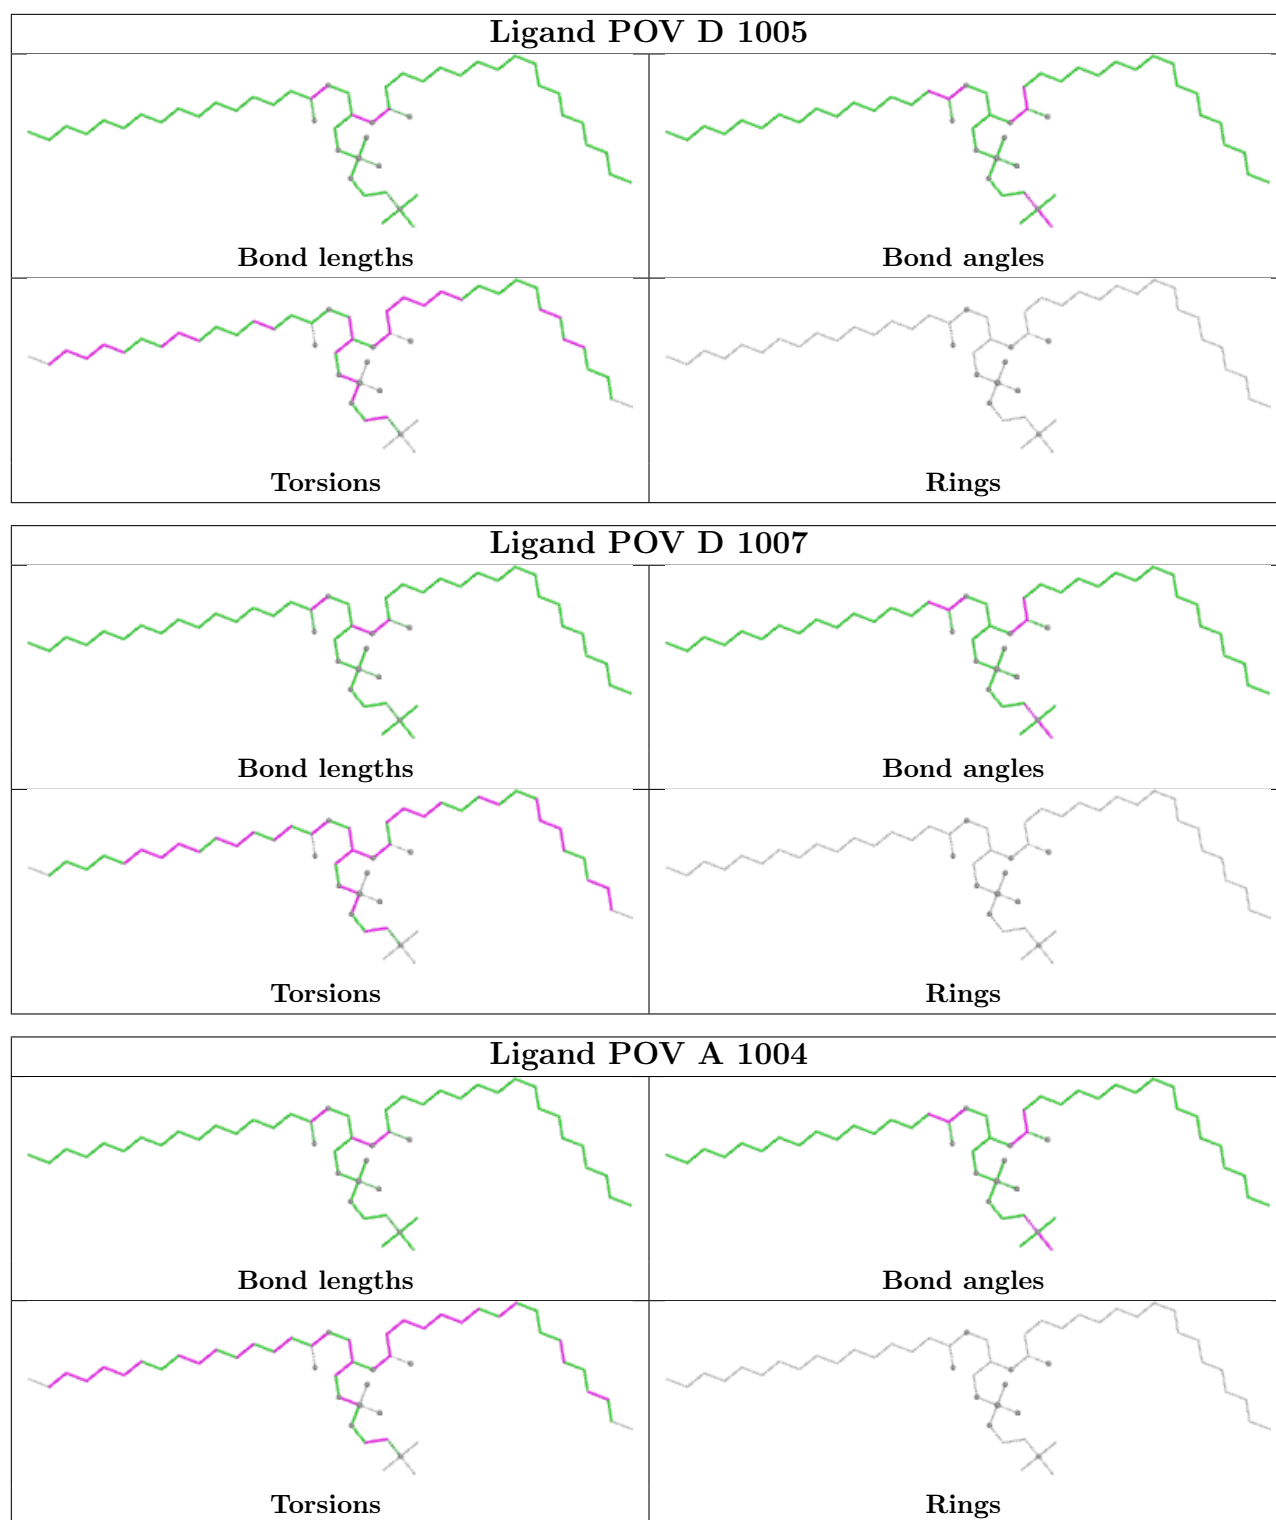 Ligand POV D 1005
Bond lengths
Bond angles
Torsions
Rings
Ligand POV D 1007
Bond lengths
Bond angles
Torsions
Rings
Ligand POV A 1004
Bond lengths
Bond angles
Torsions
Rings